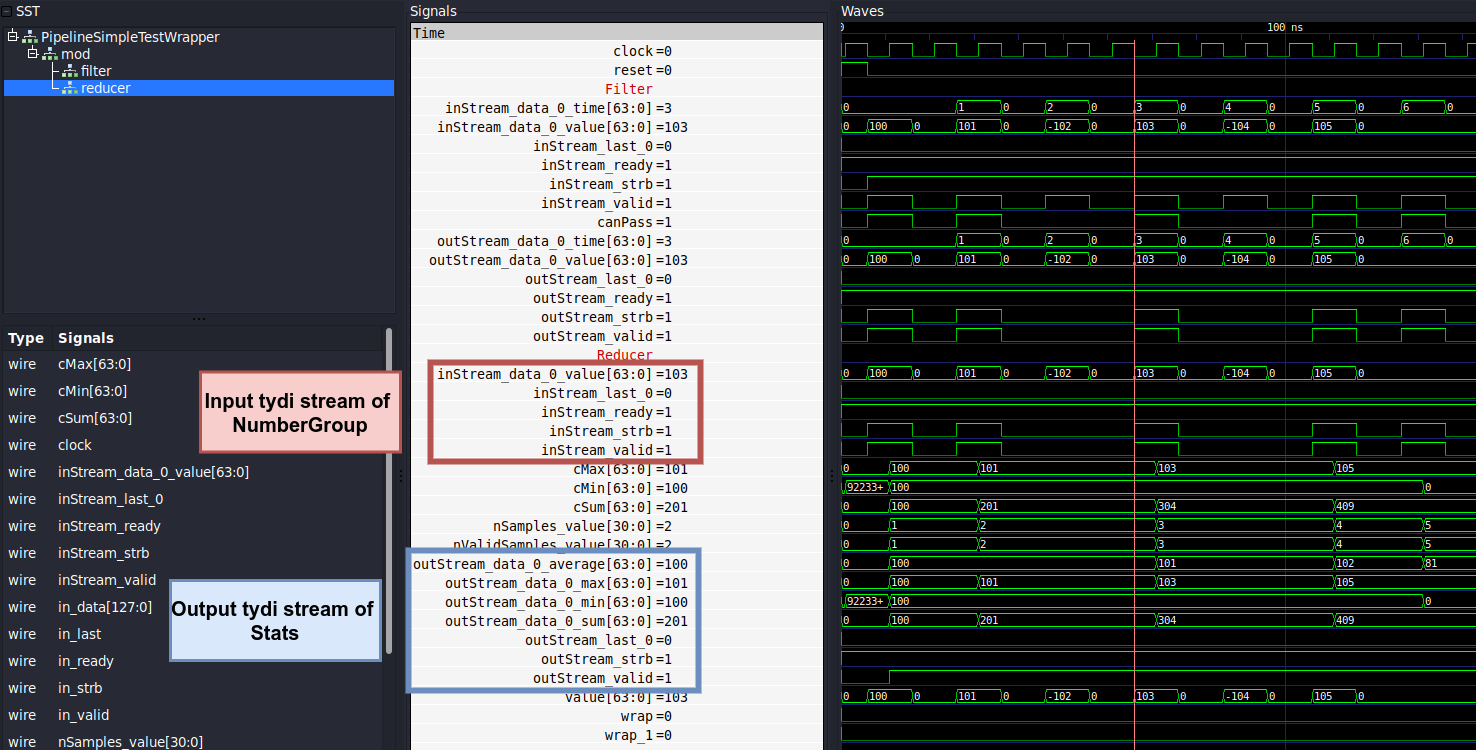 SST
PipelineSimpleTestWrapper
mod
filter
reducer
Type Signals
wire cMax[63:0]
wire cMin[63:0]
wire cSum[63:0]
wire clock
wire inStream_data_0_value[63:0]
wire inStream_last_0
wire inStream_ready
wire inStream_strb
wire inStream_valid
wire in_data[127:0]
wire in_last
wire in_ready
wire in_strb
wire in_valid
wire nSamples_value[30:0]
Input tydi stream of
NumberGroup
Output tydi stream of
Stats
Signals
Time
clock=0
reset=0
Filter
inStream_data_0_time[63:0]=3
inStream_data_0_value[63:0]=103
inStream_last_0=0
inStream_ready=1
inStream_strb=1
inStream_valid=1
canPass=1
outStream_data_0_time[63:0]=3
outStream_data_0_value[63:0]=103
outStream_last_0=0
outStream_ready=1
outStream_strb=1
outStream_valid=1
Reducer
inStream_data_0_value[63:0]=103
inStream_last_0=0
inStream_ready=1
inStream_strb=1
inStream_valid=1
cMax[63:0]=101
cMin[63:0]=100
cSum[63:0]=201
nSamples_value[30:0]=2
nValidSamples_value[30:0]=2
outStream_data_0_average[63:0]=100
outStream_data_0_max[63:0]=101
outStream_data_0_min[63:0]=100
outStream_data_0_sum[63:0]=201
outStream_last_0=0
outStream_strb=1
outStream_valid=1
value[63:0]=103
wrap=0
wrap_1=0
Waves
0 100 ns
0 1 0 2 0 3 0 4 0 5 0 6 0
0 100 0 101 0 -102 0 103 0 -104 0 105 0
0 1 0 2 0 3 0 4 0 5 0 6 0
0 100 0 101 0 -102 0 103 0 -104 0 105 0
0 100 0 101 0 -102 0 103 0 -104 0 105 0
0 100 101 103 105
0 92233+ 100 0
0 100 201 304 409
0 1 2 3 4 5
0 1 2 3 4 5
0 100 101 102 81
0 100 101 103 105
0 92233+ 100 0
0 100 201 304 409
0 100 0 101 0 -102 0 103 0 -104 0 105 0